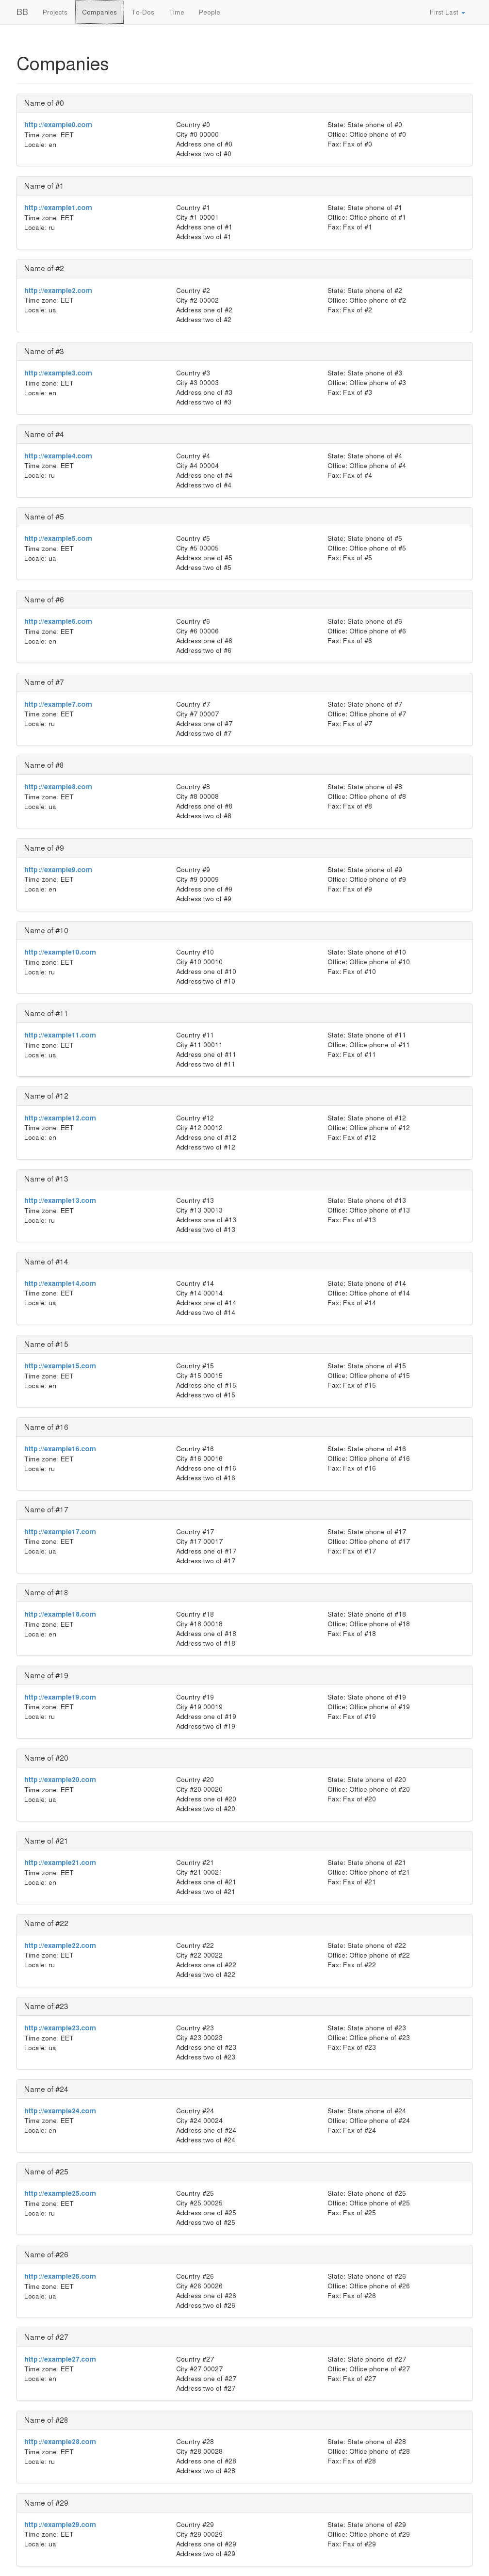 BB Projects Companies To-Dos Time People First Last
Companies
Name of #0
http://example0.com Country #0 State: State phone of #0
Time zone: EET City #0 00000 Office: Office phone of #0
Locale: en Address one of #0 Fax: Fax of #0
Address two of #0
Name of #1
http://example1.com Country #1 State: State phone of #1
Time zone: EET City #1 00001 Office: Office phone of #1
Locale: ru Address one of #1 Fax: Fax of #1
Address two of #1
Name of #2
http://example2.com Country #2 State: State phone of #2
Time zone: EET City #2 00002 Office: Office phone of #2
Locale: ua Address one of #2 Fax: Fax of #2
Address two of #2
Name of #3
http://example3.com Country #3 State: State phone of #3
Time zone: EET City #3 00003 Office: Office phone of #3
Locale: en Address one of #3 Fax: Fax of #3
Address two of #3
Name of #4
http://example4.com Country #4 State: State phone of #4
Time zone: EET City #4 00004 Office: Office phone of #4
Locale: ru Address one of #4 Fax: Fax of #4
Address two of #4
Name of #5
http://example5.com Country #5 State: State phone of #5
Time zone: EET City #5 00005 Office: Office phone of #5
Locale: ua Address one of #5 Fax: Fax of #5
Address two of #5
Name of #6
http://example6.com Country #6 State: State phone of #6
Time zone: EET City #6 00006 Office: Office phone of #6
Locale: en Address one of #6 Fax: Fax of #6
Address two of #6
Name of #7
http://example7.com Country #7 State: State phone of #7
Time zone: EET City #7 00007 Office: Office phone of #7
Locale: ru Address one of #7 Fax: Fax of #7
Address two of #7
Name of #8
http://example8.com Country #8 State: State phone of #8
Time zone: EET City #8 00008 Office: Office phone of #8
Locale: ua Address one of #8 Fax: Fax of #8
Address two of #8
Name of #9
http://example9.com Country #9 State: State phone of #9
Time zone: EET City #9 00009 Office: Office phone of #9
Locale: en Address one of #9 Fax: Fax of #9
Address two of #9
Name of #10
http://example10.com Country #10 State: State phone of #10
Time zone: EET City #10 00010 Office: Office phone of #10
Locale: ru Address one of #10 Fax: Fax of #10
Address two of #10
Name of #11
http://example11.com Country #11 State: State phone of #11
Time zone: EET City #11 00011 Office: Office phone of #11
Locale: ua Address one of #11 Fax: Fax of #11
Address two of #11
Name of #12
http://example12.com Country #12 State: State phone of #12
Time zone: EET City #12 00012 Office: Office phone of #12
Locale: en Address one of #12 Fax: Fax of #12
Address two of #12
Name of #13
http://example13.com Country #13 State: State phone of #13
Time zone: EET City #13 00013 Office: Office phone of #13
Locale: ru Address one of #13 Fax: Fax of #13
Address two of #13
Name of #14
http://example14.com Country #14 State: State phone of #14
Time zone: EET City #14 00014 Office: Office phone of #14
Locale: ua Address one of #14 Fax: Fax of #14
Address two of #14
Name of #15
http://example15.com Country #15 State: State phone of #15
Time zone: EET City #15 00015 Office: Office phone of #15
Locale: en Address one of #15 Fax: Fax of #15
Address two of #15
Name of #16
http://example16.com Country #16 State: State phone of #16
Time zone: EET City #16 00016 Office: Office phone of #16
Locale: ru Address one of #16 Fax: Fax of #16
Address two of #16
Name of #17
http://example17.com Country #17 State: State phone of #17
Time zone: EET City #17 00017 Office: Office phone of #17
Locale: ua Address one of #17 Fax: Fax of #17
Address two of #17
Name of #18
http://example18.com Country #18 State: State phone of #18
Time zone: EET City #18 00018 Office: Office phone of #18
Locale: en Address one of #18 Fax: Fax of #18
Address two of #18
Name of #19
http://example19.com Country #19 State: State phone of #19
Time zone: EET City #19 00019 Office: Office phone of #19
Locale: ru Address one of #19 Fax: Fax of #19
Address two of #19
Name of #20
http://example20.com Country #20 State: State phone of #20
Time zone: EET City #20 00020 Office: Office phone of #20
Locale: ua Address one of #20 Fax: Fax of #20
Address two of #20
Name of #21
http://example21.com Country #21 State: State phone of #21
Time zone: EET City #21 00021 Office: Office phone of #21
Locale: en Address one of #21 Fax: Fax of #21
Address two of #21
Name of #22
http://example22.com Country #22 State: State phone of #22
Time zone: EET City #22 00022 Office: Office phone of #22
Locale: ru Address one of #22 Fax: Fax of #22
Address two of #22
Name of #23
http://example23.com Country #23 State: State phone of #23
Time zone: EET City #23 00023 Office: Office phone of #23
Locale: ua Address one of #23 Fax: Fax of #23
Address two of #23
Name of #24
http://example24.com Country #24 State: State phone of #24
Time zone: EET City #24 00024 Office: Office phone of #24
Locale: en Address one of #24 Fax: Fax of #24
Address two of #24
Name of #25
http://example25.com Country #25 State: State phone of #25
Time zone: EET City #25 00025 Office: Office phone of #25
Locale: ru Address one of #25 Fax: Fax of #25
Address two of #25
Name of #26
http://example26.com Country #26 State: State phone of #26
Time zone: EET City #26 00026 Office: Office phone of #26
Locale: ua Address one of #26 Fax: Fax of #26
Address two of #26
Name of #27
http://example27.com Country #27 State: State phone of #27
Time zone: EET City #27 00027 Office: Office phone of #27
Locale: en Address one of #27 Fax: Fax of #27
Address two of #27
Name of #28
http://example28.com Country #28 State: State phone of #28
Time zone: EET City #28 00028 Office: Office phone of #28
Locale: ru Address one of #28 Fax: Fax of #28
Address two of #28
Name of #29
http://example29.com Country #29 State: State phone of #29
Time zone: EET City #29 00029 Office: Office phone of #29
Locale: ua Address one of #29 Fax: Fax of #29
Address two of #29